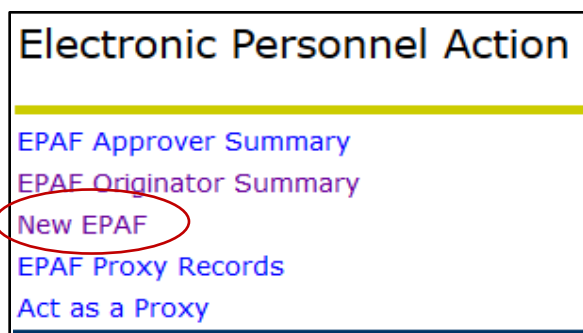 Electronic Personnel Action
EPAF Approver Summary
EPAF Originator Summary
New EPAF
EPAF Proxy Records
Act as a Proxy